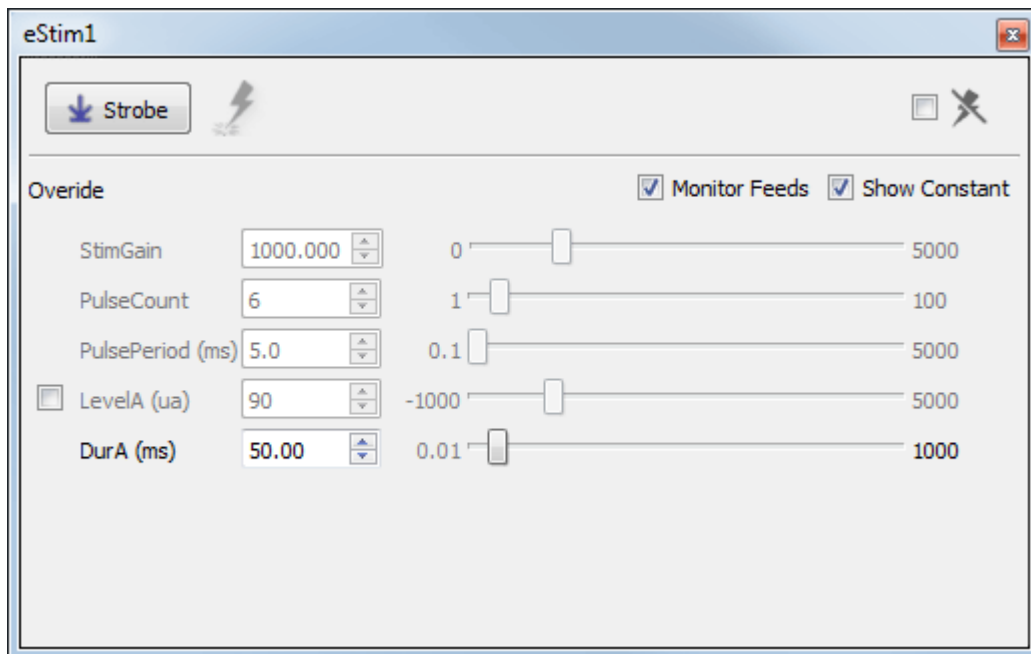 eStim1
Strobe
Overide Monitor Feeds Show Constant
StimGain 1000.000 0 5000
PulseCount 6 1 100
PulsePeriod (ms) 5.0 0.1 5000
LevelA (ua) 90 -1000 5000
DurA (ms) 50.00 0.01 1000